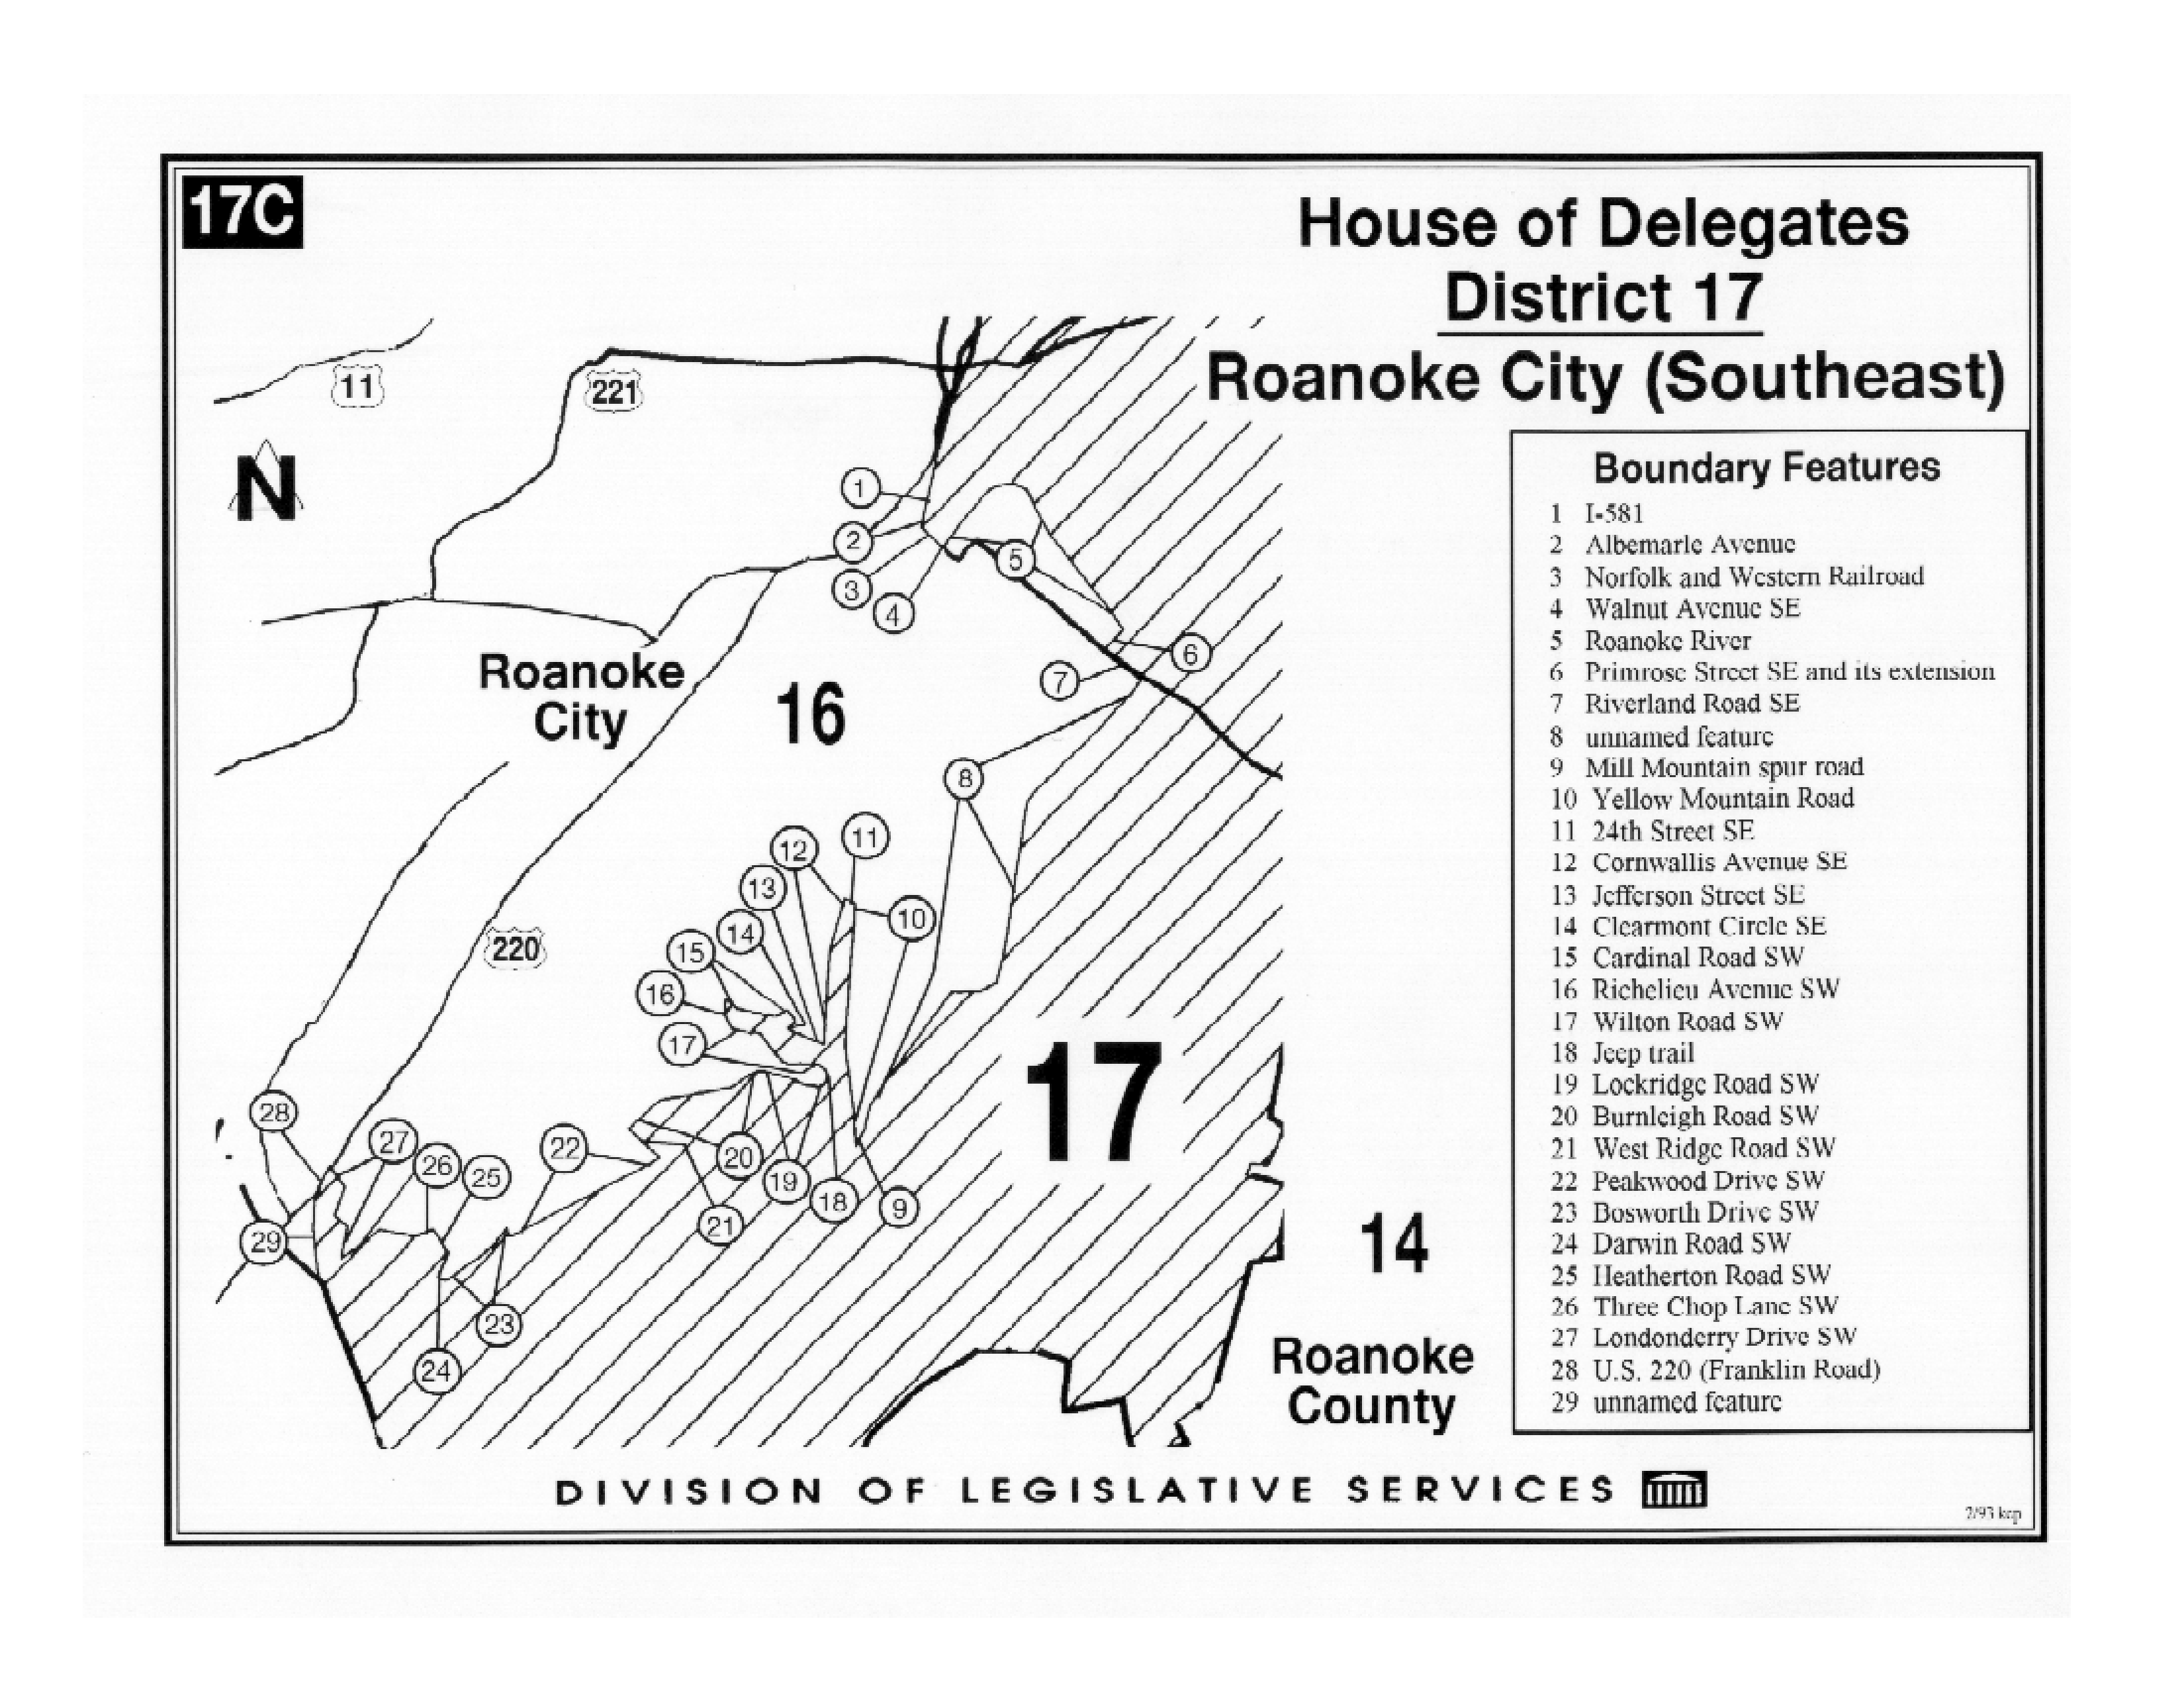 17C
House of Delegates
District 17
Roanoke City (Southeast)
11
221
N
Roanoke
City
16
220
1
2
3
4
5
6
7
8
11
12
13
10
14
15
16
17
28
27
26
25
22
20
19
18
9
21
29
23
24
17
14
Roanoke
County
Boundary Features
1 I-581
2 Albemarle Avenue
3 Norfolk and Western Railroad
4 Walnut Avenue SE
5 Roanoke River
6 Primrose Street SE and its extension
7 Riverland Road SE
8 unnamed feature
9 Mill Mountain spur road
10 Yellow Mountain Road
11 24th Street SE
12 Cornwallis Avenue SE
13 Jefferson Street SE
14 Clearmont Circle SE
15 Cardinal Road SW
16 Richelieu Avenue SW
17 Wilton Road SW
18 Jeep trail
19 Lockridge Road SW
20 Burnleigh Road SW
21 West Ridge Road SW
22 Peakwood Drive SW
23 Bosworth Drive SW
24 Darwin Road SW
25 Heatherton Road SW
26 Three Chop Lane SW
27 Londonderry Drive SW
28 U.S. 220 (Franklin Road)
29 unnamed feature
DIVISION OF LEGISLATIVE SERVICES
2/93 kcp